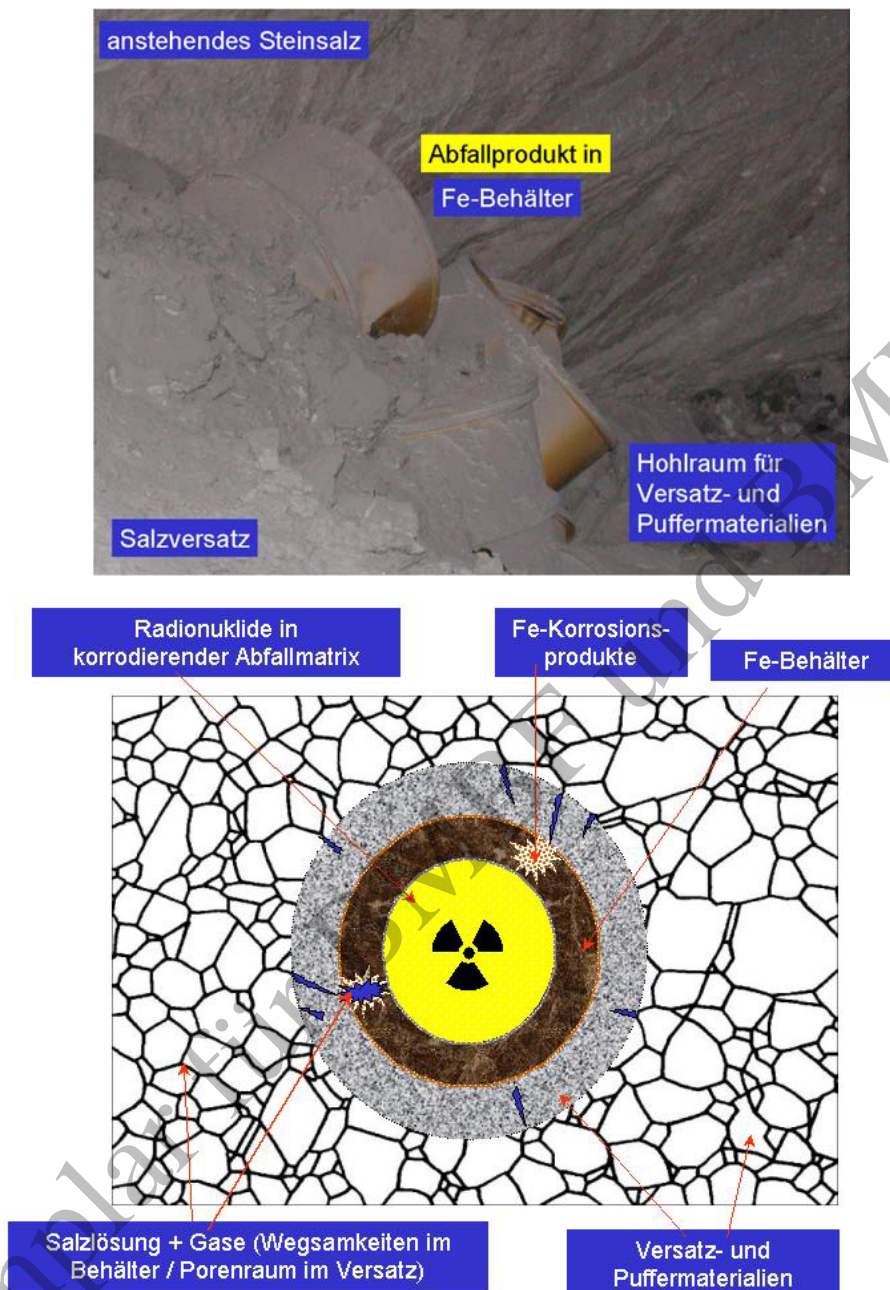 anstehendes Steinsalz
Abfallprodukt in
Fe-Behälter
Hohlraum für
Versatz- und
Puffermaterialien
Salzversatz
Radionuklide in
korrodierender Abfallmatrix
Fe-Korrosions-
produkte
Fe-Behälter
Salzlösung + Gase (Wegsamkeiten im
Behälter / Porenraum im Versatz)
Versatz- und
Puffermaterialien